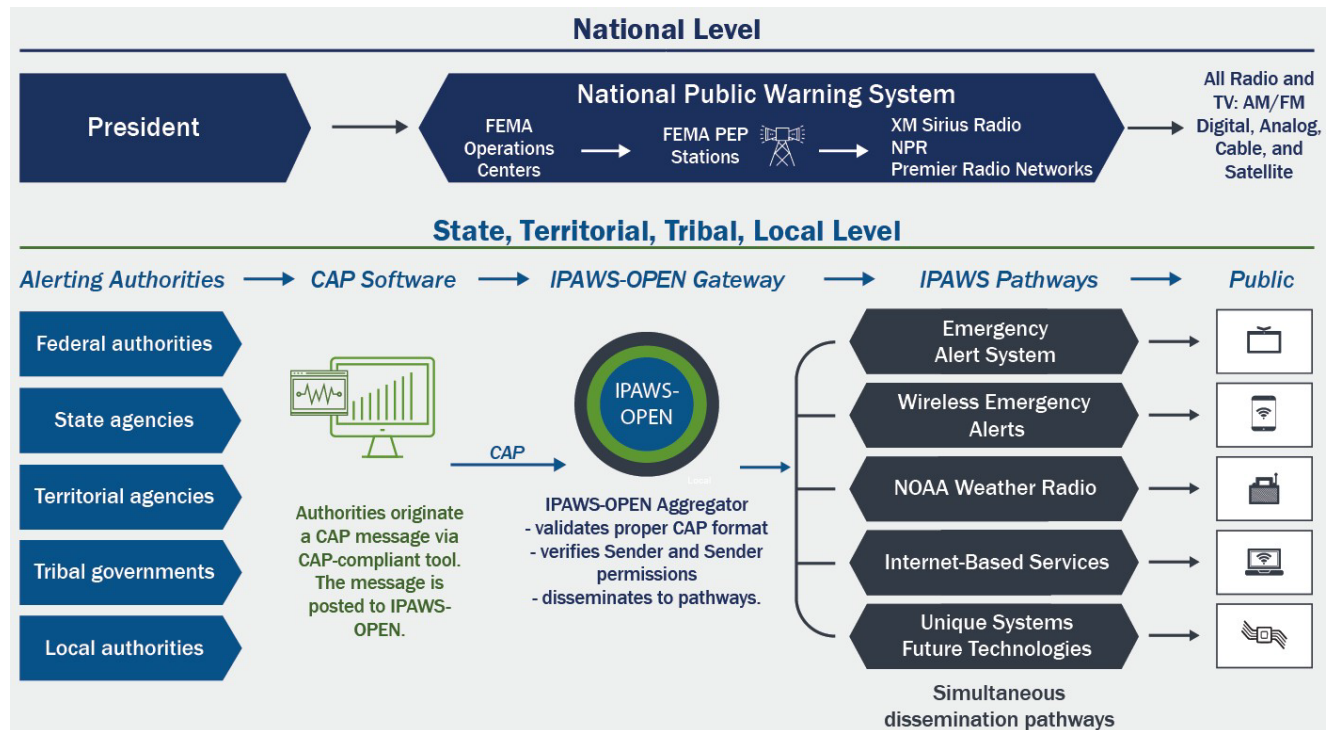 National Level
President
National Public Warning System
FEMA
Operations
Centers
FEMA PEP
Stations
XM Sirius Radio
NPR
Premier Radio Networks
All Radio and
TV: AM/FM
Digital, Analog,
Cable, and
Satellite
State, Territorial, Tribal, Local Level
Alerting Authorities
CAP Software
IPAWS-OPEN Gateway
IPAWS Pathways
Public
Federal authorities
State agencies
Territorial agencies
Tribal governments
Local authorities
Authorities originate
a CAP message via
CAP-compliant tool.
The message is
posted to IPAWS-
OPEN.
CAP
IPAWS-
OPEN
Local
IPAWS-OPEN Aggregator
- validates proper CAP format
- verifies Sender and Sender
permissions
- disseminates to pathways.
Emergency
Alert System
Wireless Emergency
Alerts
NOAA Weather Radio
Internet-Based Services
Unique Systems
Future Technologies
Simultaneous
dissemination pathways